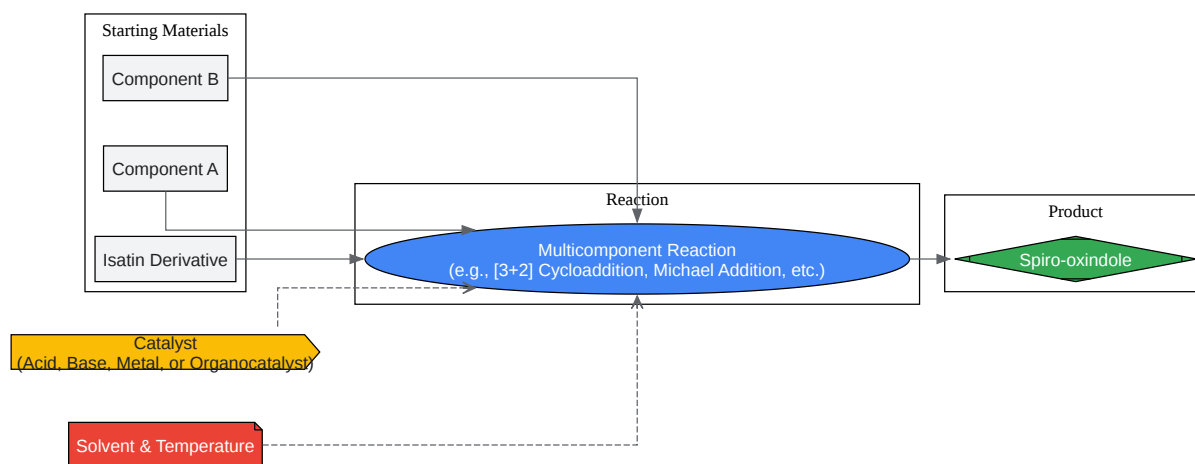 Starting Materials
Component B
Component A
Isatin Derivative
Reaction
Multicomponent Reaction
(e.g., [3+2] Cycloaddition, Michael Addition, etc.)
Product
Spiro-oxindole
Catalyst
(Acid, Base, Metal, or Organocatalyst)
Solvent & Temperature